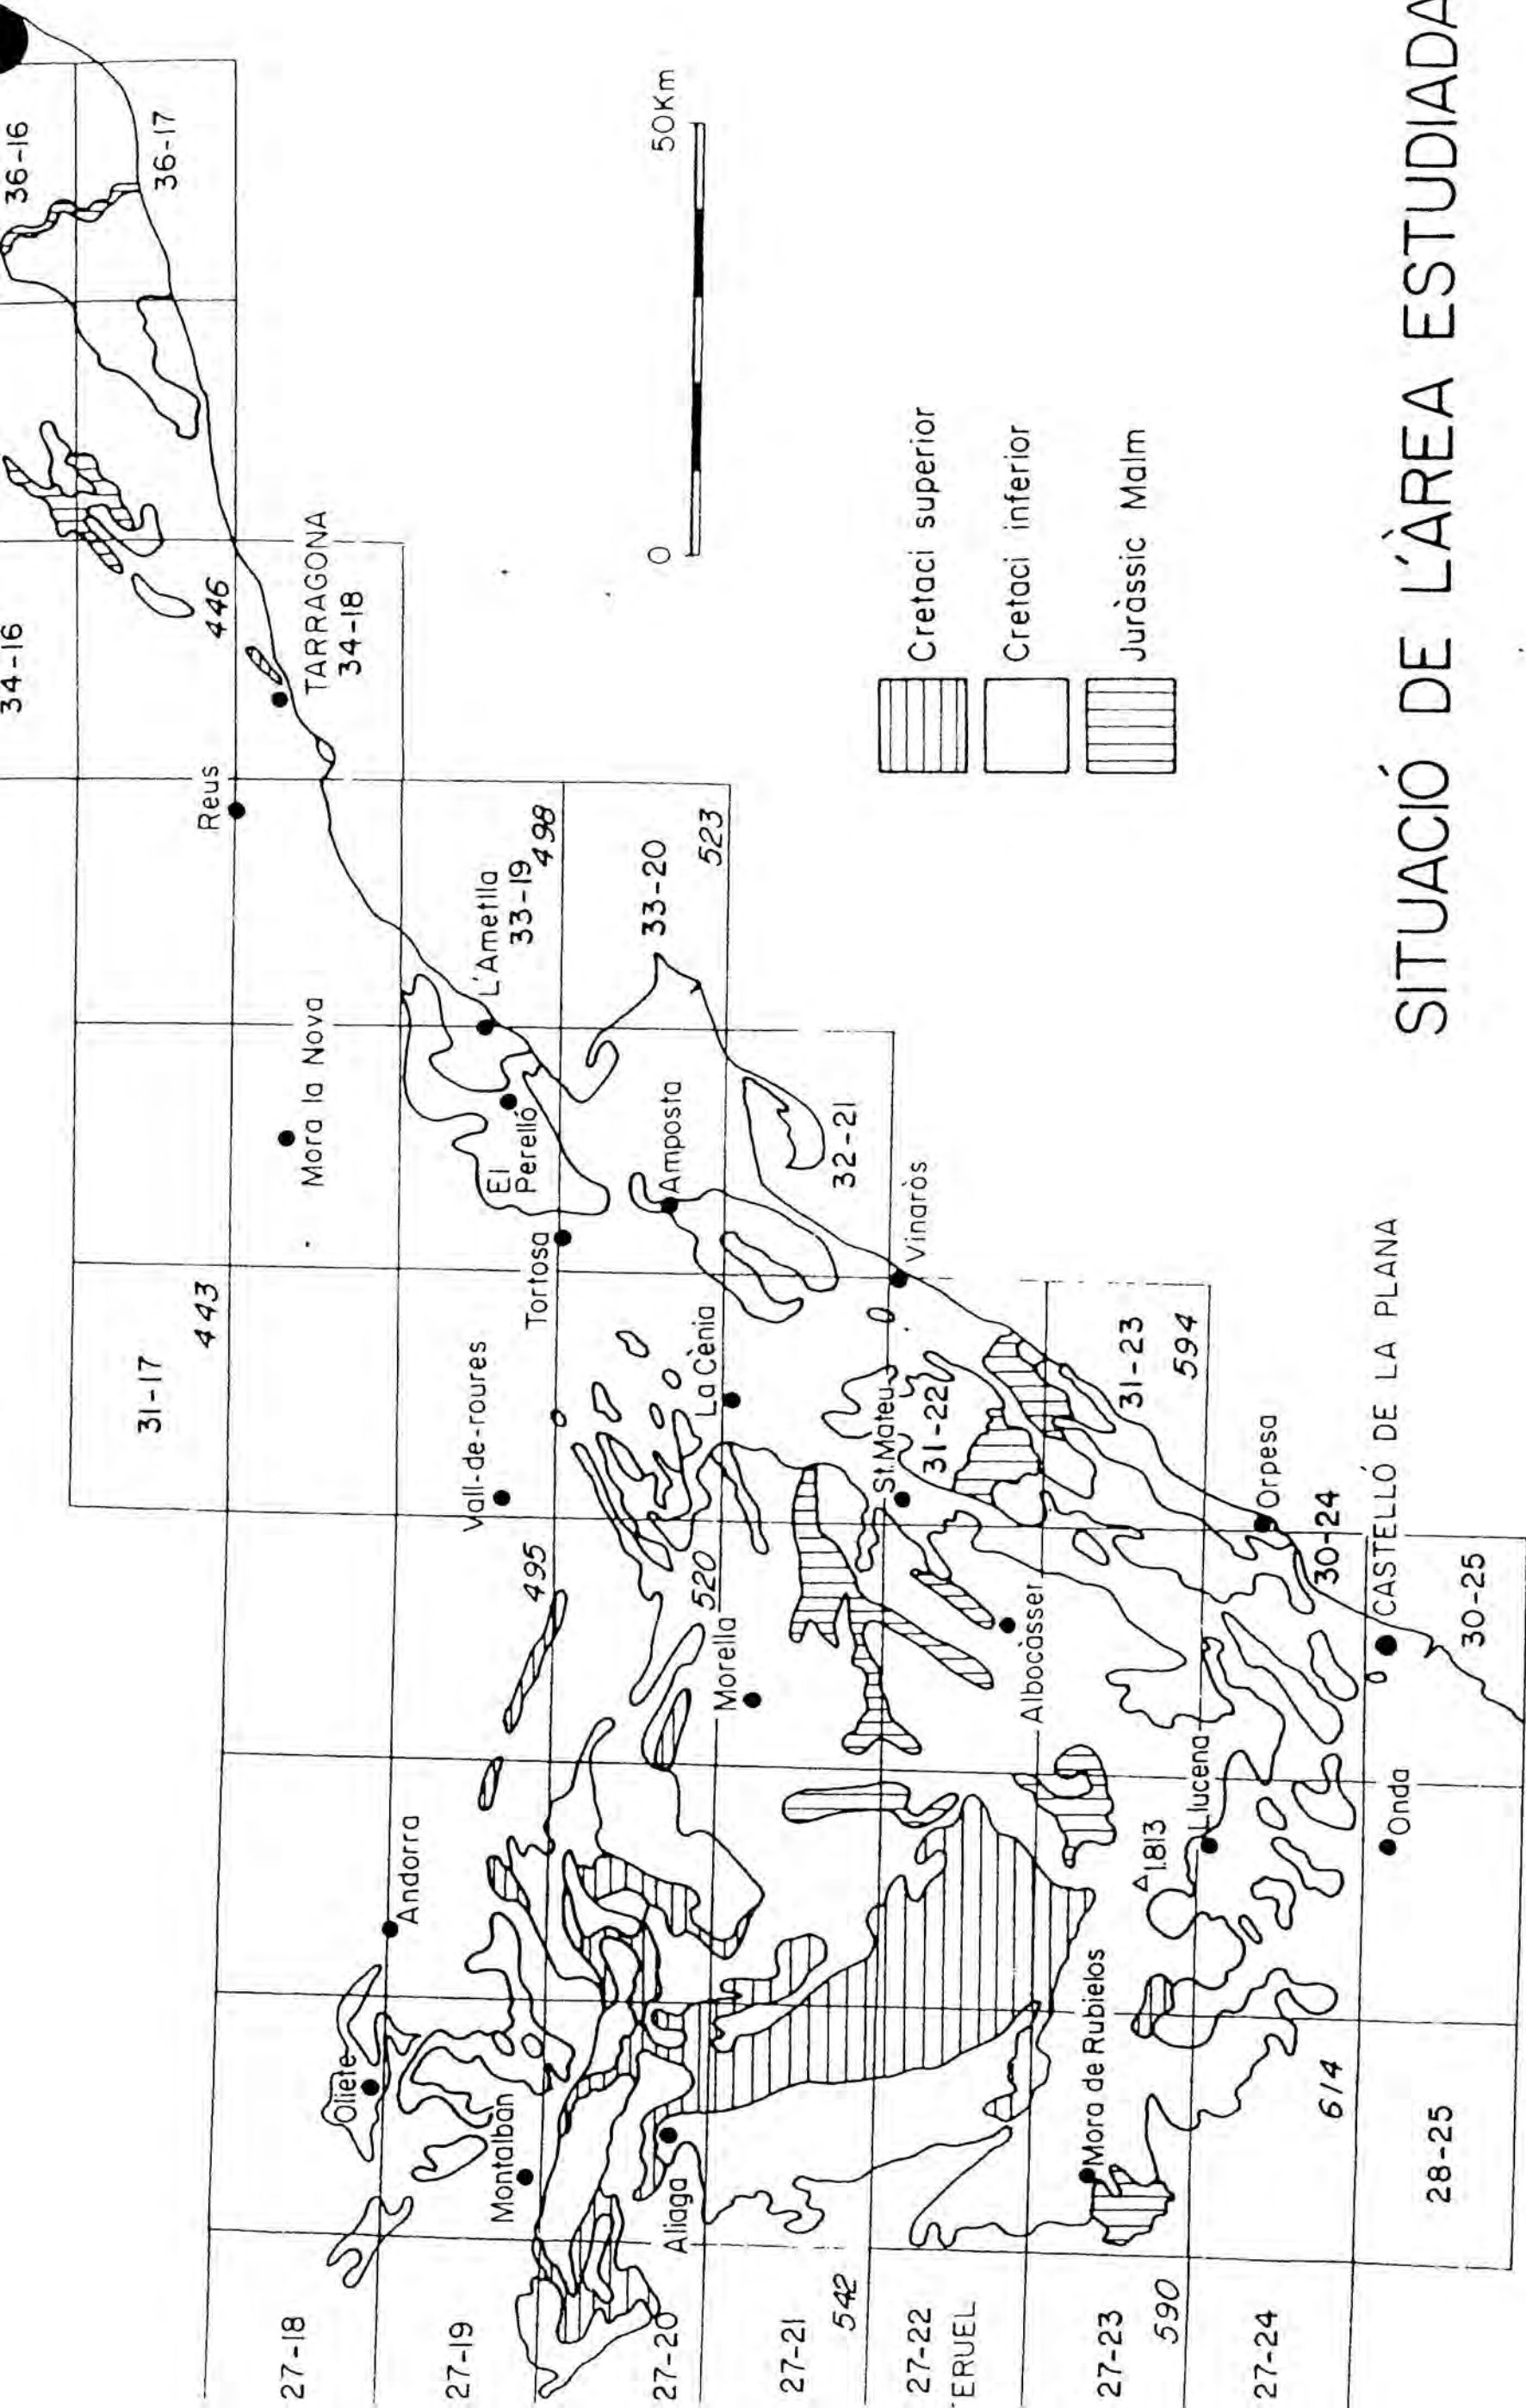 36-16
36-17
34-16
446
TARRAGONA
34-18
Reus
50Km
0
L'Ametlla
33-19
498
33-20
523
Mora la Nova
El
Perelló
Amposta
32-21
31-17
443
Tortosa
Vinaròs
Vall-de-roures
La Cènia
495
520
Morella
St. Mateu
31-22
31-23
594
Albocàsser
Orpesa
30-24
CASTELLÓ DE LA PLANA
30-25
Andorra
Llucena
1.813
Onda
Oliete
Montalbán
Aliaga
Mora de Rubielos
614
28-25
27-18
27-19
27-20
27-21
542
27-22
TERUEL
27-23
590
27-24
Cretaci superior
Cretaci inferior
Juràssic Malm
SITUACIÓ DE L'ÀREA ESTUDIADA